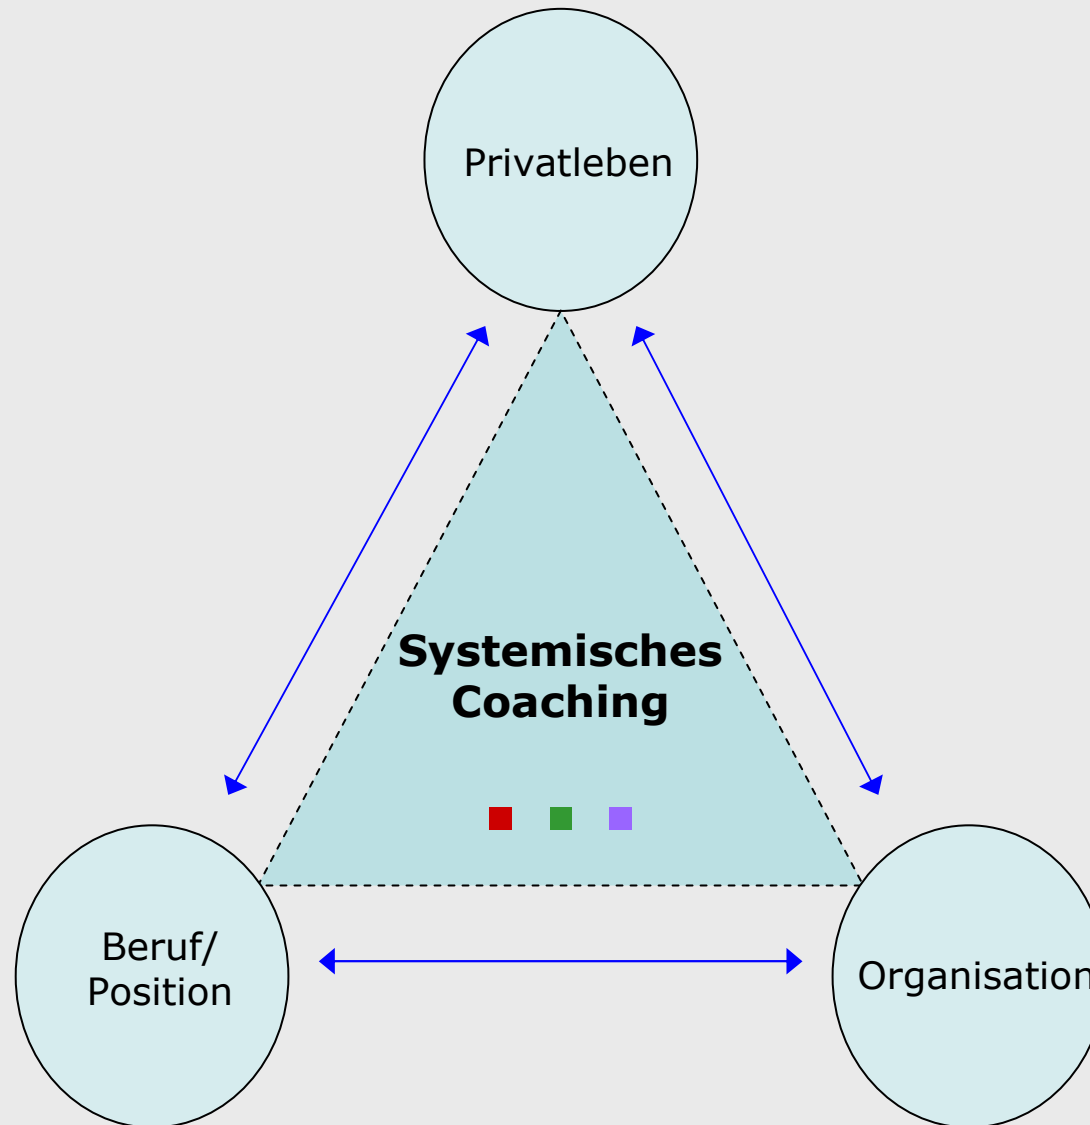 Privatleben
Systemisches
Coaching
Beruf/
Position
Organisation